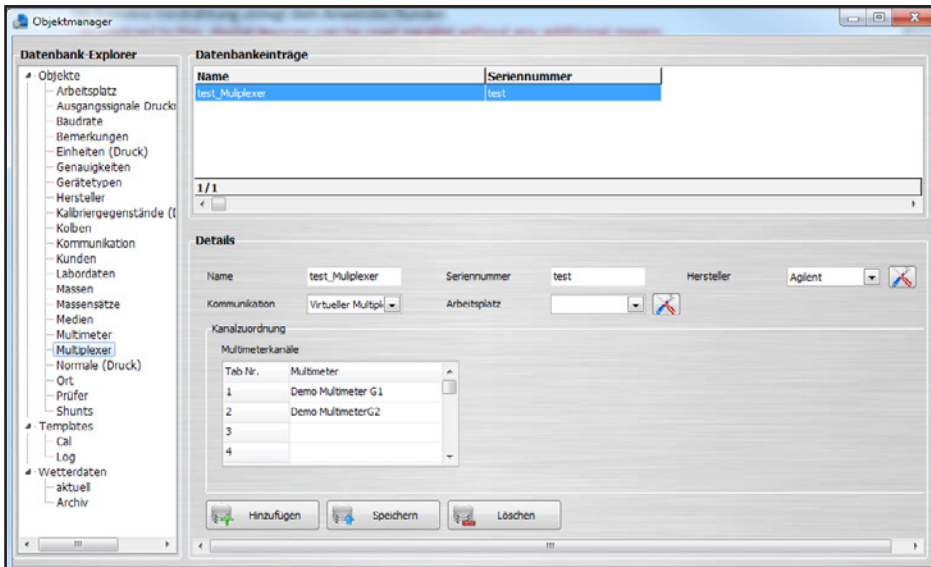 Objektmanager
Datenbank-Explorer
Objekte
Arbeitsplatz
Ausgangssignale Druck
Baudrate
Bemerkungen
Einheiten (Druck)
Genauigkeiten
Gerätetypen
Hersteller
Kalibriergegenstände (
Kolben
Kommunikation
Kunden
Labordaten
Massen
Massensätze
Medien
Multimeter
Multiplexer
Normale (Druck)
Ort
Prüfer
Shunts
Templates
Cal
Log
Wetterdaten
aktuell
Archiv
Datenbankeinträge
Name Seriennummer
test_Muliplexer test
1/1
Details
Name test_Muliplexer Seriennummer test Hersteller Agilent
Kommunikation Virtueller Multipl Arbeitsplatz
Kanalzuordnung
Multimeterkanäle
Tab Nr. Multimeter
1 Demo Multimeter G1
2 Demo MultimeterG2
3
4
Hinzufügen Speichern Löschen